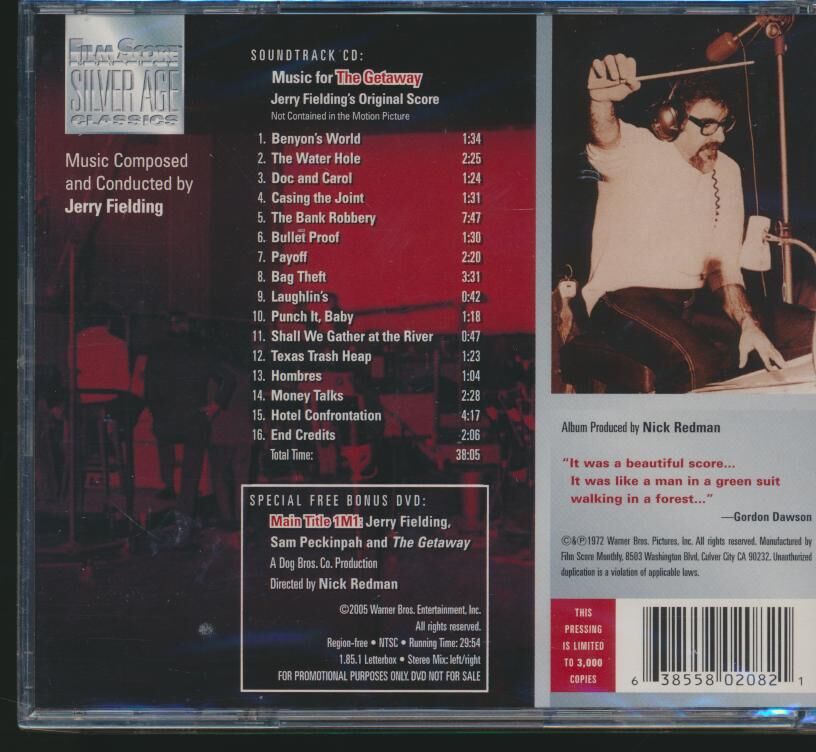 FILM SCORE
SILVER AGE
CLASSICS
Music Composed
and Conducted by
Jerry Fielding
SOUNDTRACK CD:
Music for The Getaway
Jerry Fielding's Original Score
Not Contained in the Motion Picture
1. Benyon's World 1:34
2. The Water Hole 2:25
3. Doc and Carol 1:24
4. Casing the Joint 1:31
5. The Bank Robbery 7:47
6. Bullet Proof 1:30
7. Payoff 2:20
8. Bag Theft 3:31
9. Laughlin's 0:42
10. Punch It, Baby 1:18
11. Shall We Gather at the River 0:47
12. Texas Trash Heap 1:23
13. Hombres 1:04
14. Money Talks 2:28
15. Hotel Confrontation 4:17
16. End Credits 2:06
Total Time: 38:05
SPECIAL FREE BONUS DVD:
Main Title 1M1: Jerry Fielding,
Sam Peckinpah and The Getaway
A Dog Bros. Co. Production
Directed by Nick Redman
©2005 Warner Bros. Entertainment, Inc.
All rights reserved.
Region-free • NTSC • Running Time: 29:54
1.85.1 Letterbox • Stereo Mix: left/right
FOR PROMOTIONAL PURPOSES ONLY. DVD NOT FOR SALE
Album Produced by Nick Redman
"It was a beautiful score...
It was like a man in a green suit
walking in a forest..."
—Gordon Dawson
©&℗1972 Warner Bros. Pictures, Inc. All rights reserved. Manufactured by
Film Score Monthly, 8503 Washington Blvd, Culver City CA 90232. Unauthorized
duplication is a violation of applicable laws.
THIS
PRESSING
IS LIMITED
TO 3,000
COPIES
6 38558 02082 1